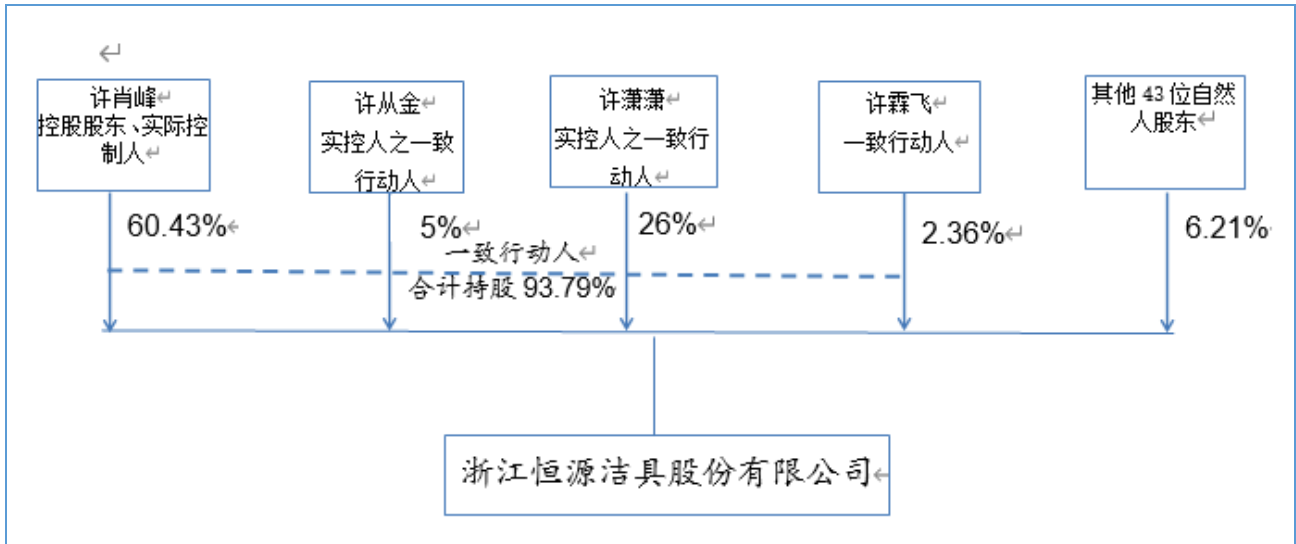 许肖峰
控股股东、实际控
制人
许从金
实控人之一致
行动人
许潇潇
实控人之一致行
动人
许霖飞
一致行动人
其他 43 位自然
人股东
60.43%
5%
26%
2.36%
6.21%
一致行动人
合计持股 93.79%
浙江恒源洁具股份有限公司